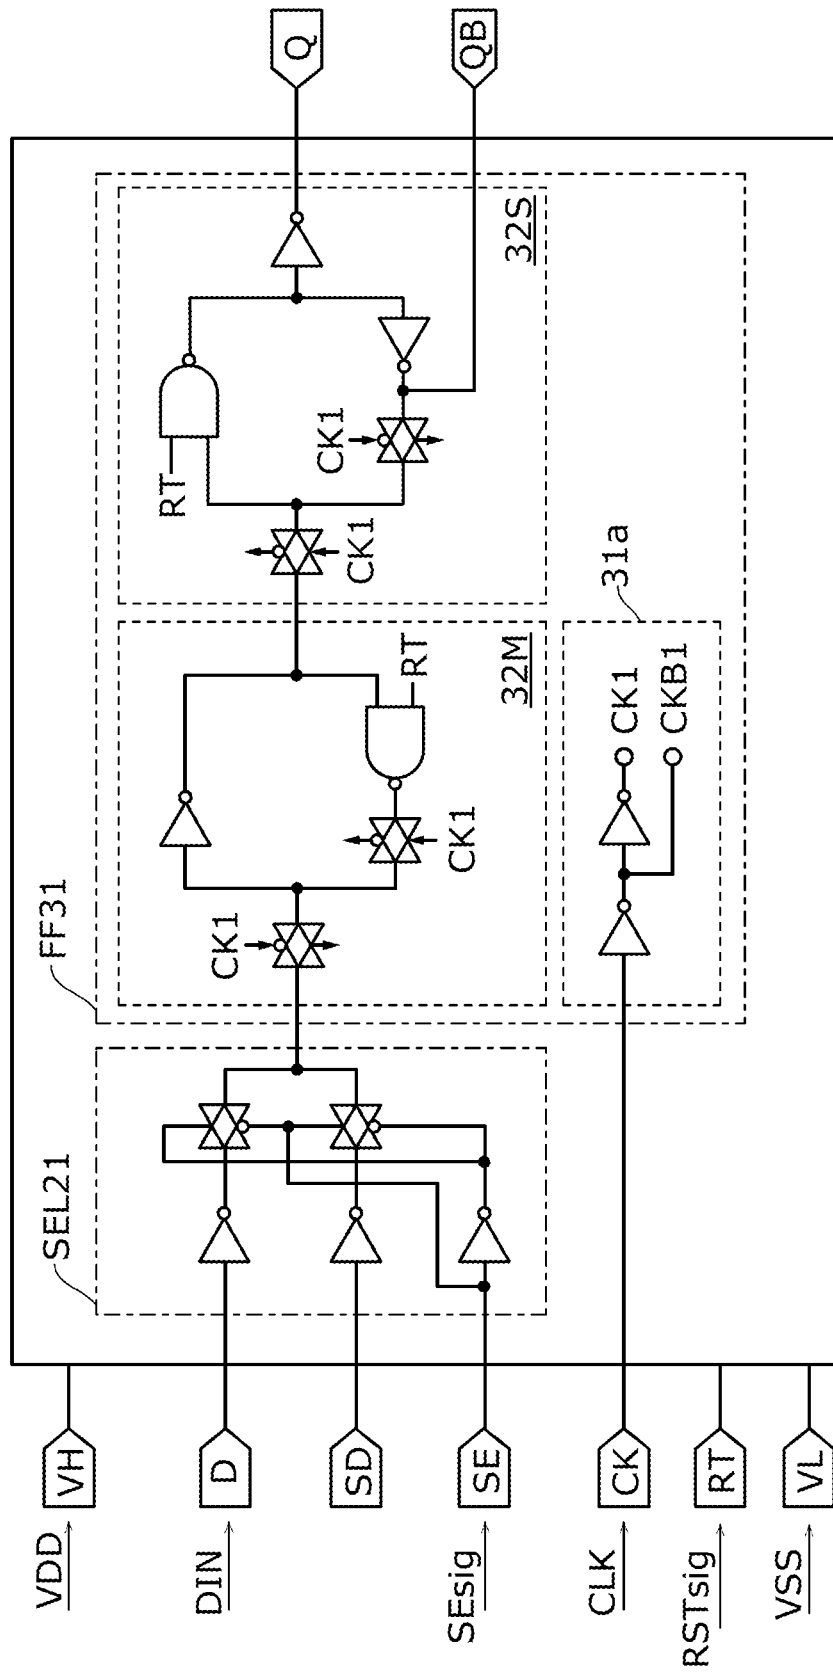 VDD
VH
DIN
D
SD
SEsig
SE
CLK
CK
RSTsig
RT
VSS
VL
SEL21
FF31
CK1
CK1
RT
32M
CK1
RT
CK1
32S
31a
CK1
CKB1
Q
QB